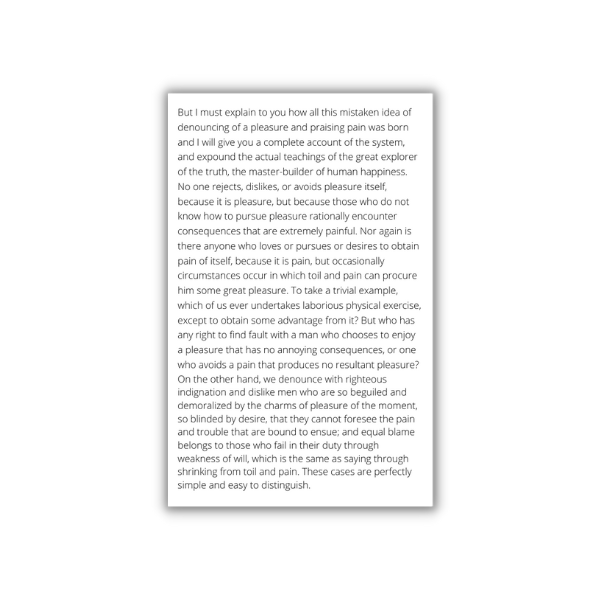 But I must explain to you how all this mistaken idea of
denouncing of a pleasure and praising pain was born
and I will give you a complete account of the system,
and expound the actual teachings of the great explorer
of the truth, the master-builder of human happiness.
No one rejects, dislikes, or avoids pleasure itself,
because it is pleasure, but because those who do not
know how to pursue pleasure rationally encounter
consequences that are extremely painful. Nor again is
there anyone who loves or pursues or desires to obtain
pain of itself, because it is pain, but occasionally
circumstances occur in which toil and pain can procure
him some great pleasure. To take a trivial example,
which of us ever undertakes laborious physical exercise,
except to obtain some advantage from it? But who has
any right to find fault with a man who chooses to enjoy
a pleasure that has no annoying consequences, or one
who avoids a pain that produces no resultant pleasure?
On the other hand, we denounce with righteous
indignation and dislike men who are so beguiled and
demoralized by the charms of pleasure of the moment,
so blinded by desire, that they cannot foresee the pain
and trouble that are bound to ensue; and equal blame
belongs to those who fail in their duty through
weakness of will, which is the same as saying through
shrinking from toil and pain. These cases are perfectly
simple and easy to distinguish.